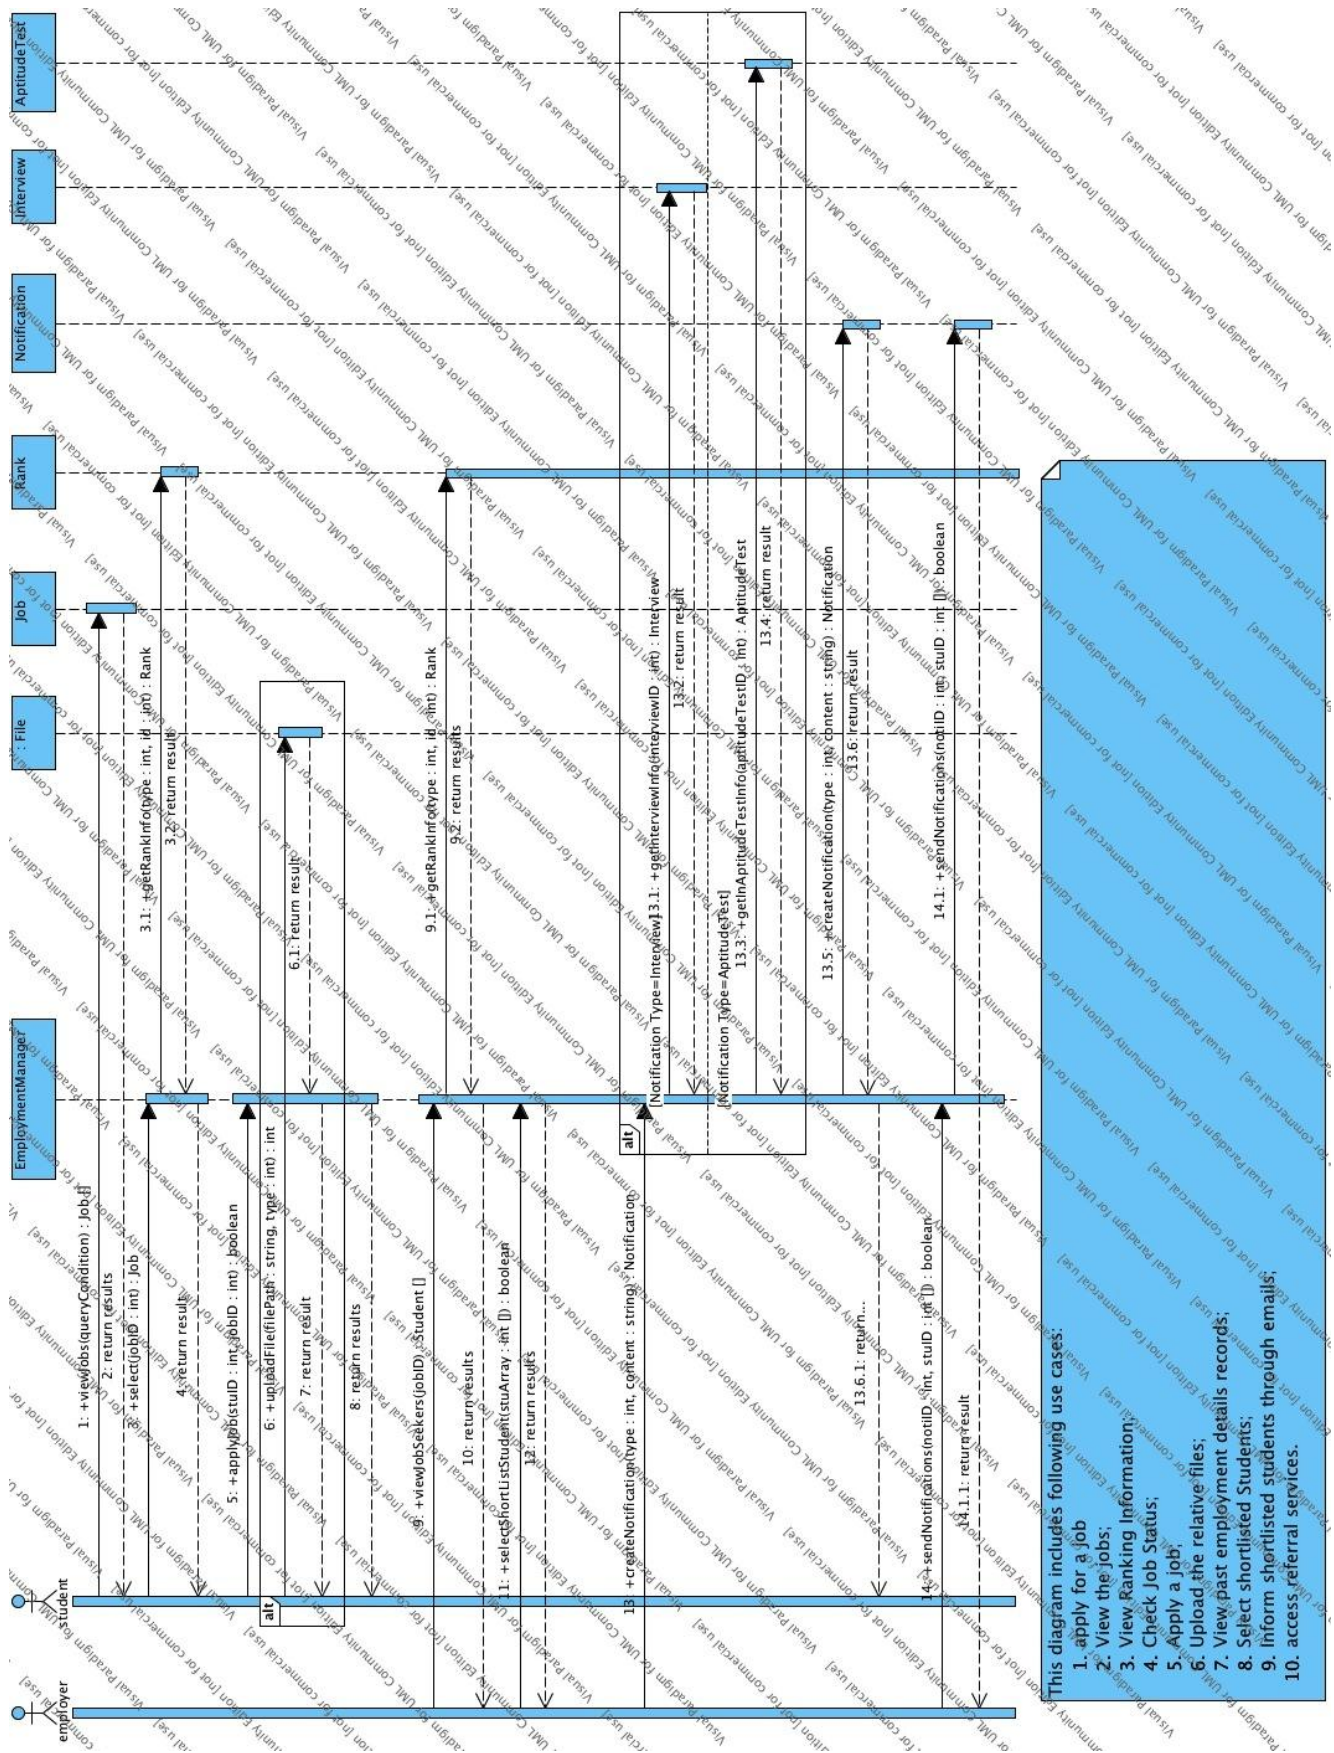 employer
student
EmploymentManager
: File
Job
Rank
Notification
Interview
AptitudeTest
1: +viewJobs(queryCondition) : Job []
2: return results
3: +select(jobID : int) : Job
3.1: +getRankInfo(type : int, id : int) : Rank
3.2: return result
4: return result
5: +applyJob(stuID : int, jobID : int) : boolean
alt
6: +uploadFile(filePath : string, type : int) : int
6.1: return result
7: return result
8: return results
9: +viewJobSeekers(jobID) : Student []
9.1: +getRankInfo(type : int, id : int) : Rank
9.2: return results
10: return results
11: +selectShortListStudent(stuArray : int []) : boolean
12: return results
alt
13: +createNotification(type : int, content : string) : Notification
[Notification Type=Interview]
13.1: +getInterviewInfo(interviewID : int) : Interview
13.2: return result
[Notification Type=AptitudeTest]
13.3: +getInAptitudeTestInfo(aptitudeTestID : int) : AptitudeTest
13.4: return result
13.5: +createNotification(type : int, content : string) : Notification
13.6: return result
13.6.1: return...
14: +sendNotifications(notiID : int, stuID : int []) : boolean
14.1: +sendNotifications(notiID : int, stuID : int []) : boolean
14.1.1: return result
This diagram includes following use cases:
1. Apply for a job
2. View the jobs;
3. View Ranking Information;
4. Check Job Status;
5. Apply a job;
6. Upload the relative files;
7. View past employment details records;
8. Select shortlisted Students;
9. Inform shortlisted students through emails;
10. access referral services.
Visual Paradigm for UML Community Edition [not for commercial use]